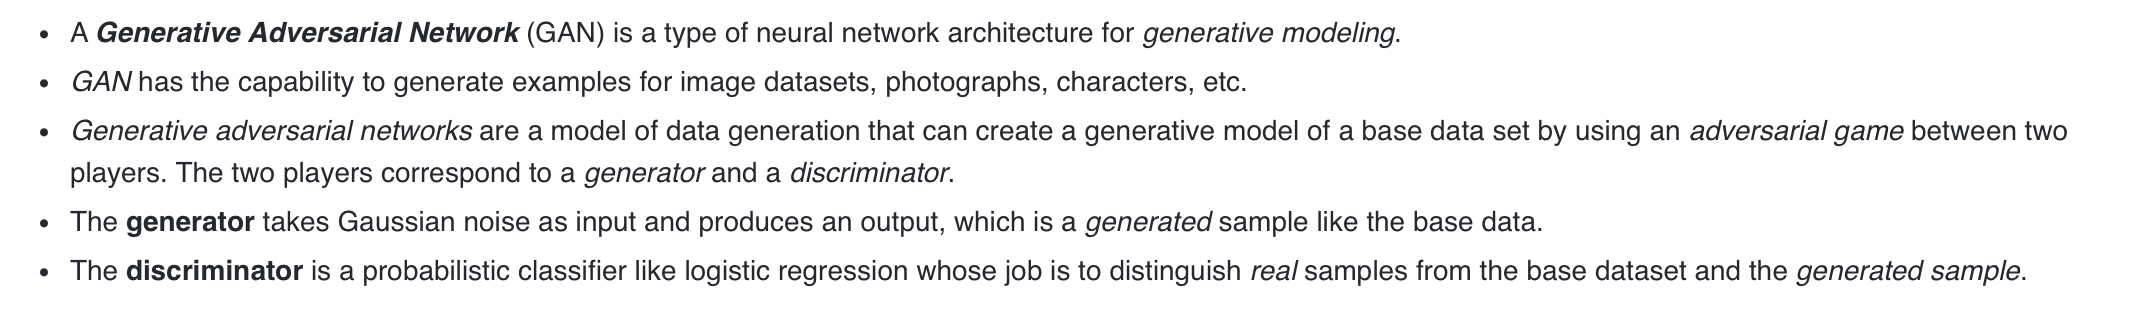 • A Generative Adversarial Network (GAN) is a type of neural network architecture for generative modeling.
• GAN has the capability to generate examples for image datasets, photographs, characters, etc.
• Generative adversarial networks are a model of data generation that can create a generative model of a base data set by using an adversarial game between two
players. The two players correspond to a generator and a discriminator.
• The generator takes Gaussian noise as input and produces an output, which is a generated sample like the base data.
• The discriminator is a probabilistic classifier like logistic regression whose job is to distinguish real samples from the base dataset and the generated sample.